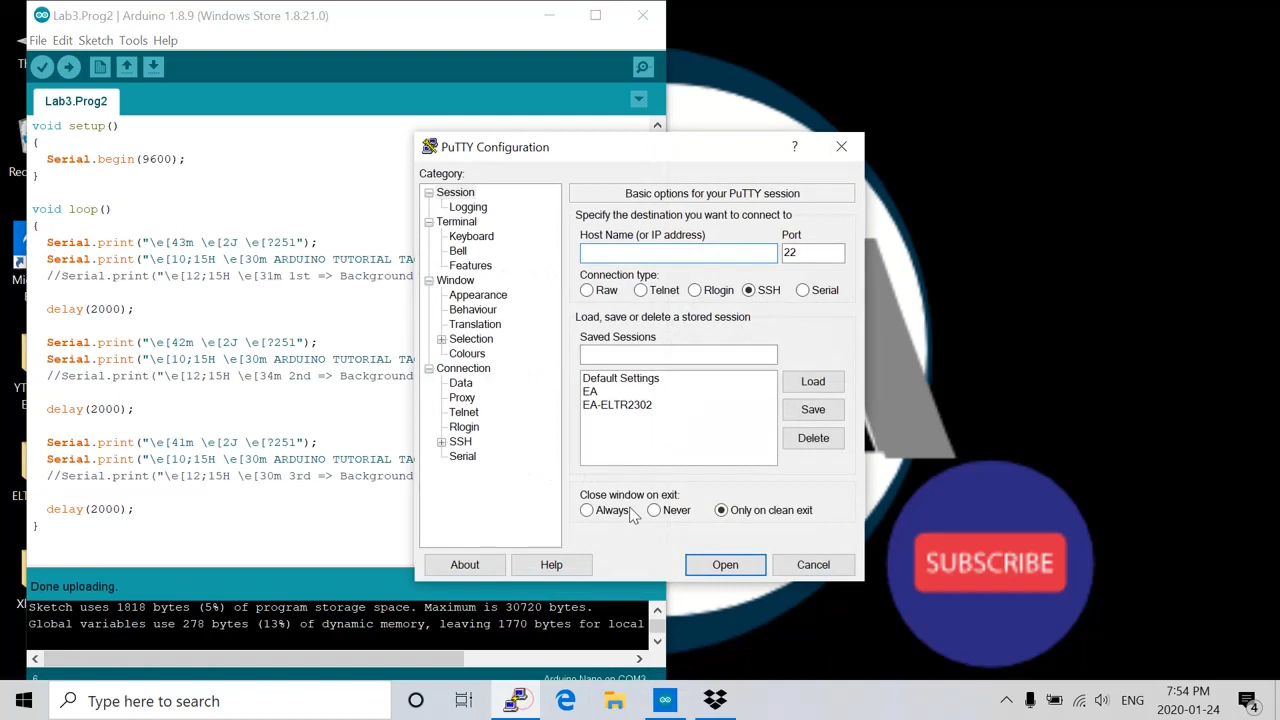 Lab3.Prog2 | Arduino 1.8.9 (Windows Store 1.8.21.0)
File Edit Sketch Tools Help
Lab3.Prog2
void setup()
{
Serial.begin(9600);
}
void loop()
{
Serial.print("\e[43m \e[2J \e[?251");
Serial.print("\e[10;15H \e[30m ARDUINO TUTORIAL TA
//Serial.print("\e[12;15H \e[31m 1st => Background
delay(2000);
Serial.print("\e[42m \e[2J \e[?251");
Serial.print("\e[10;15H \e[30m ARDUINO TUTORIAL TA
//Serial.print("\e[12;15H \e[34m 2nd => Background
delay(2000);
Serial.print("\e[41m \e[2J \e[?251");
Serial.print("\e[10;15H \e[30m ARDUINO TUTORIAL TA
//Serial.print("\e[12;15H \e[30m 3rd => Background
delay(2000);
}
Done uploading.
Sketch uses 1818 bytes (5%) of program storage space. Maximum is 30720 bytes.
Global variables use 278 bytes (13%) of dynamic memory, leaving 1770 bytes for local
6
Arduino Nano on COM3
PuTTY Configuration
?
Category:
Session
Logging
Terminal
Keyboard
Bell
Features
Window
Appearance
Behaviour
Translation
Selection
Colours
Connection
Data
Proxy
Telnet
Rlogin
SSH
Serial
Basic options for your PuTTY session
Specify the destination you want to connect to
Host Name (or IP address) Port
22
Connection type:
Raw Telnet Rlogin SSH Serial
Load, save or delete a stored session
Saved Sessions
Default Settings
EA
EA-ELTR2302
Load
Save
Delete
Close window on exit:
Always Never Only on clean exit
About Help Open Cancel
SUBSCRIBE
Type here to search
ENG
7:54 PM
2020-01-24
4